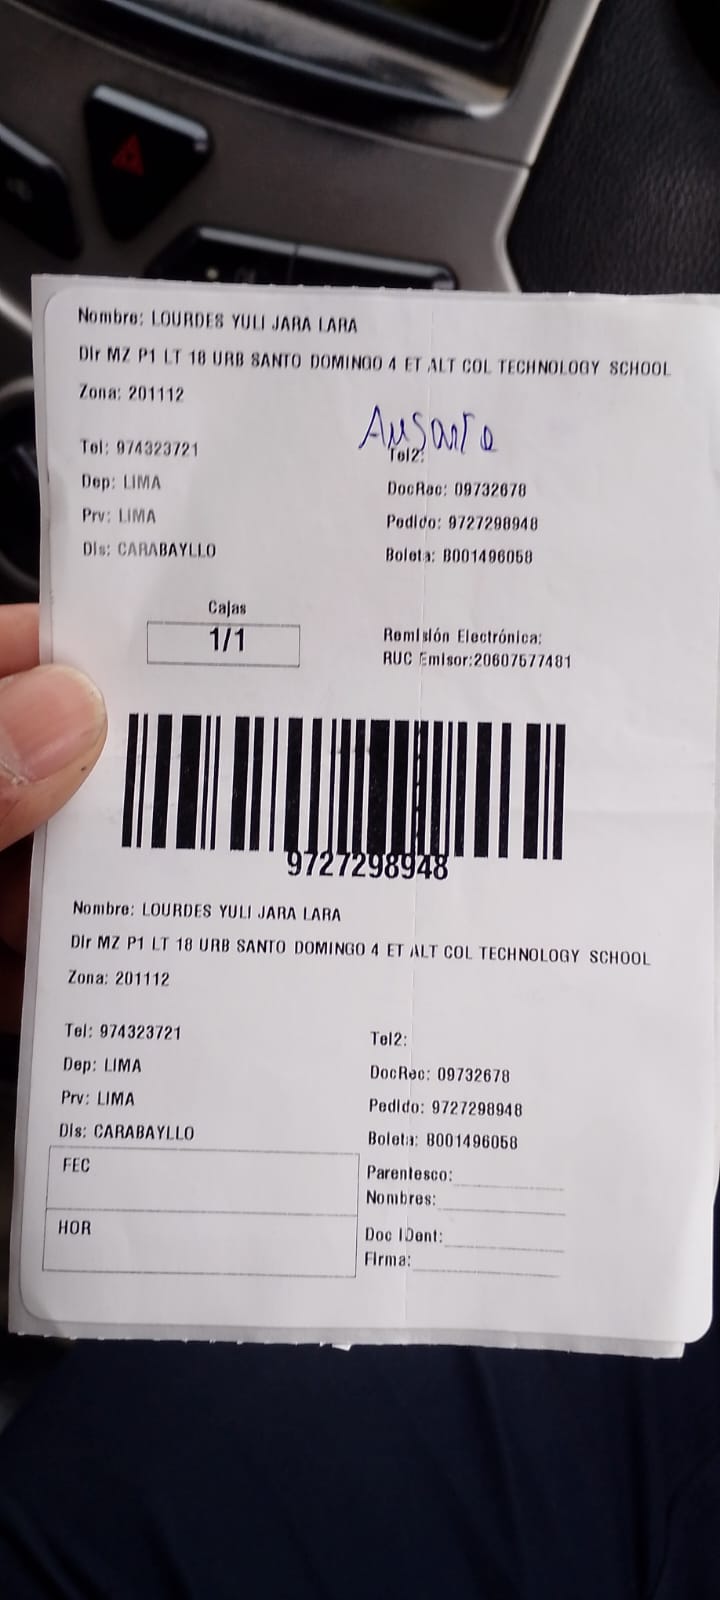 Nombre: LOURDES YULI JARA LARA
Dir MZ P1 LT 18 URB SANTO DOMINGO 4 ET ALT COL TECHNOLOGY SCHOOL
Zona: 201112
Ausante
Tel: 974323721 Tel2:
Dep: LIMA DocRec: 09732678
Prv: LIMA Pedido: 9727298948
Dis: CARABAYLLO Boleta: B001496058
Cajas
1/1
Remisión Electrónica:
RUC Emisor:20607577481
9727298948
Nombre: LOURDES YULI JARA LARA
Dir MZ P1 LT 18 URB SANTO DOMINGO 4 ET ALT COL TECHNOLOGY SCHOOL
Zona: 201112
Tel: 974323721 Tel2:
Dep: LIMA DocRec: 09732678
Prv: LIMA Pedido: 9727298948
Dis: CARABAYLLO Boleta: B001496058
FEC Parentesco:
Nombres:
HOR Doc IDent:
Firma: